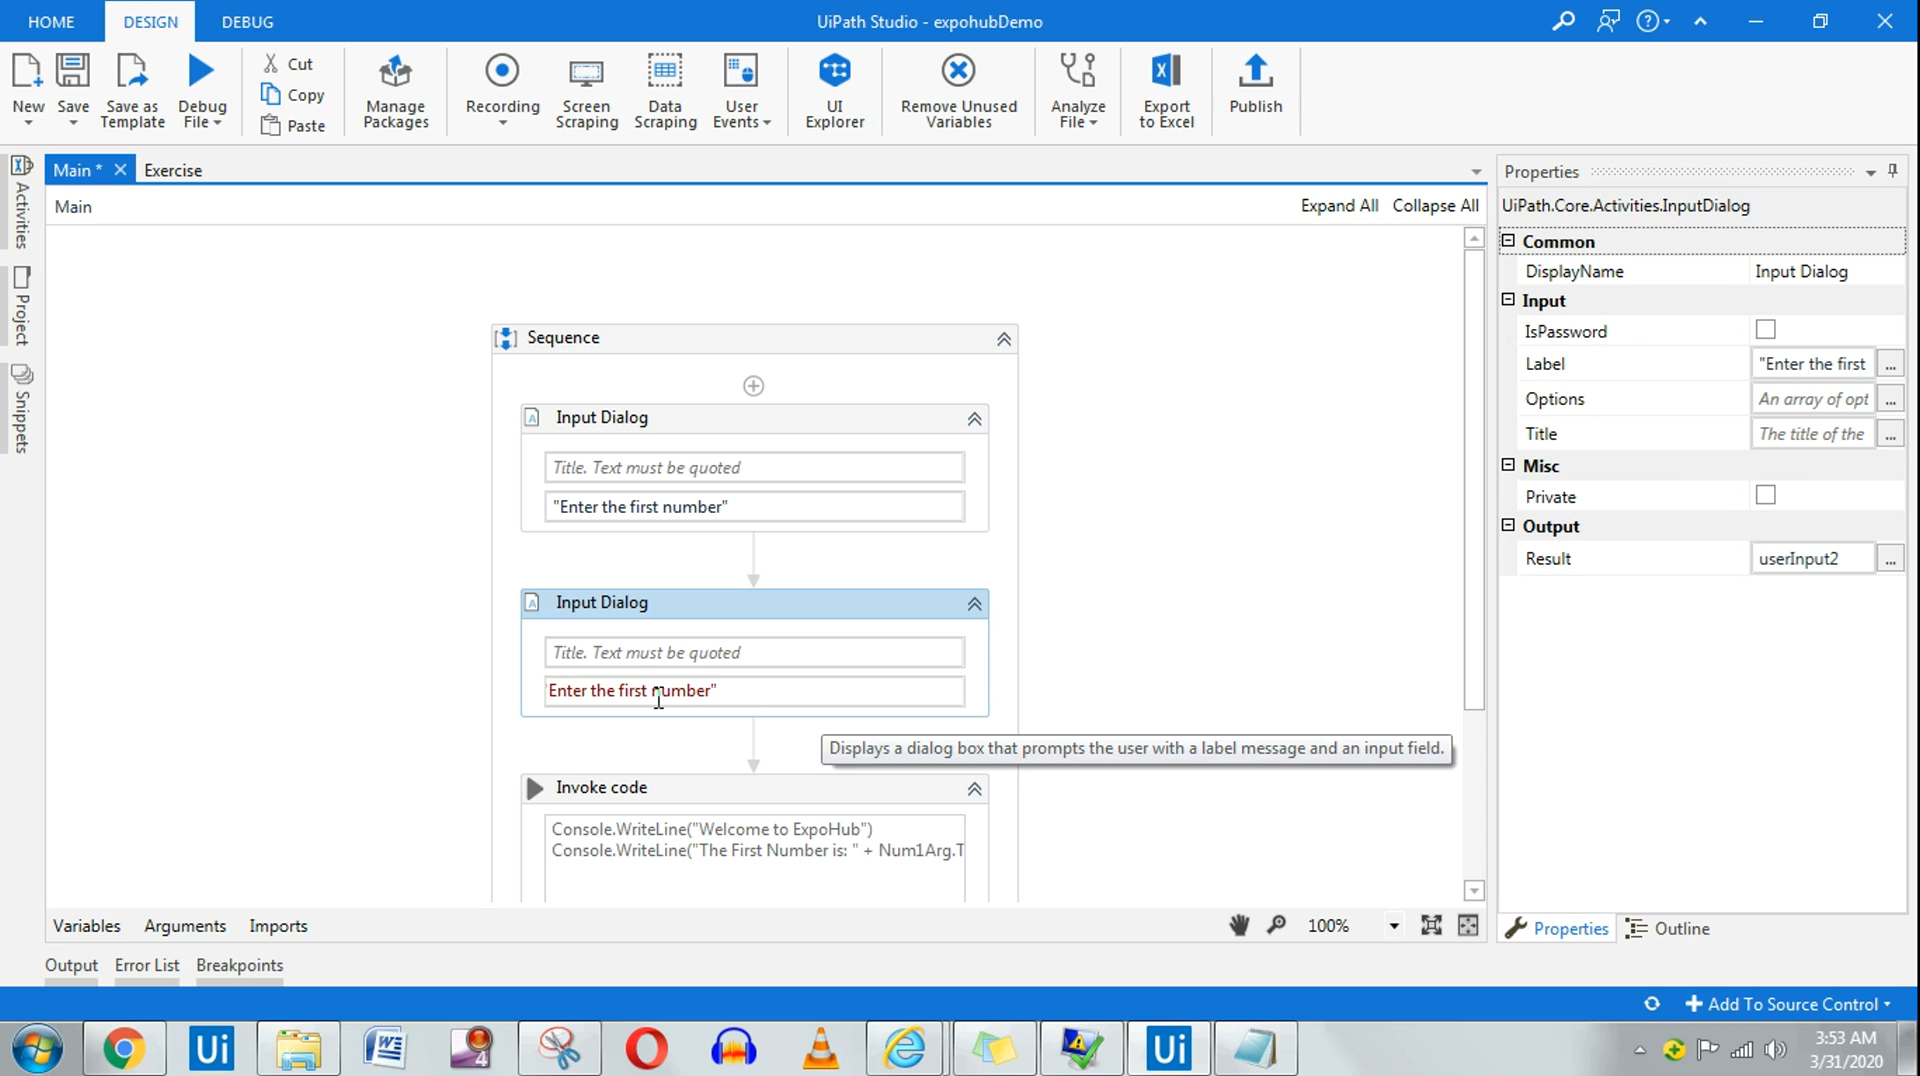 HOME DESIGN DEBUG UiPath Studio - expohubDemo
New Save Save as Template Debug File Cut Copy Paste Manage Packages Recording Screen Scraping Data Scraping User Events UI Explorer Remove Unused Variables Analyze File Export to Excel Publish
Main * Exercise
Main Expand All Collapse All
Activities
Project
Snippets
Sequence
Input Dialog
Title. Text must be quoted
"Enter the first number"
Input Dialog
Title. Text must be quoted
Enter the first number"
Displays a dialog box that prompts the user with a label message and an input field.
Invoke code
Console.WriteLine("Welcome to ExpoHub")
Console.WriteLine("The First Number is: " + Num1Arg.T
Variables Arguments Imports 100%
Properties
UiPath.Core.Activities.InputDialog
Common
DisplayName Input Dialog
Input
IsPassword
Label "Enter the first ...
Options An array of opt ...
Title The title of the ...
Misc
Private
Output
Result userInput2 ...
Properties Outline
Output Error List Breakpoints
Add To Source Control
Ui 4 Ui
3:53 AM
3/31/2020